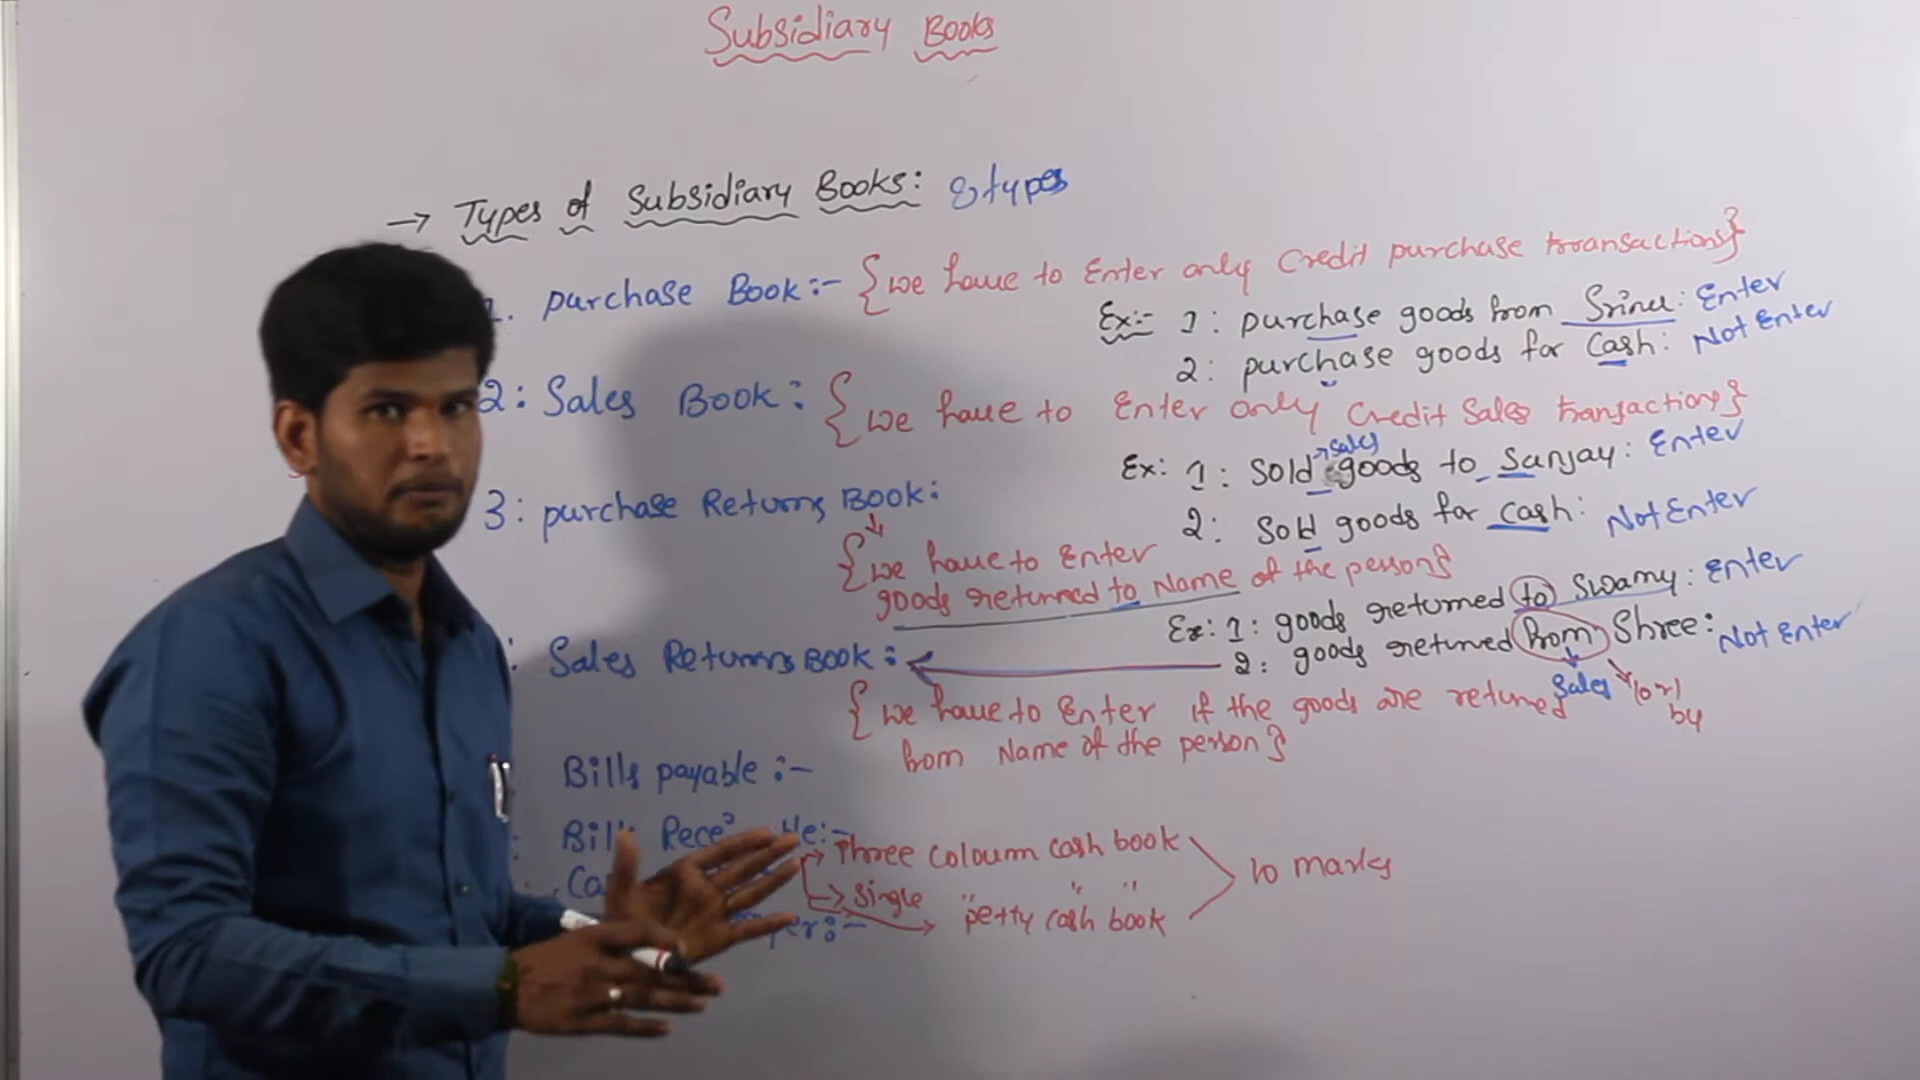 Subsidiary Books
→ Types of Subsidiary Books: 8 types
1. purchase Book:- {we have to Enter only Credit purchase transactions}
Ex:- 1: purchase goods from Srinu: Enter
2: purchase goods for Cash: Not Enter
2: Sales Book: {we have to Enter only Credit Sales transactions}
→sales
Ex: 1: Sold goods to Sanjay: Enter
2: Sold goods for cash: Not Enter
3: purchase Returns Book:
{we have to Enter
goods returned to Name of the person}
Ex: 1: goods returned to Swamy: Enter
2: goods returned from Shree: Not Enter
Sales (or) by
: Sales Returns Book:
{we have to Enter if the goods are returned
from Name of the person}
Bills payable:-
Bills
Three Coloumn cash book
→ Single " " "
petty cash book
10 marks